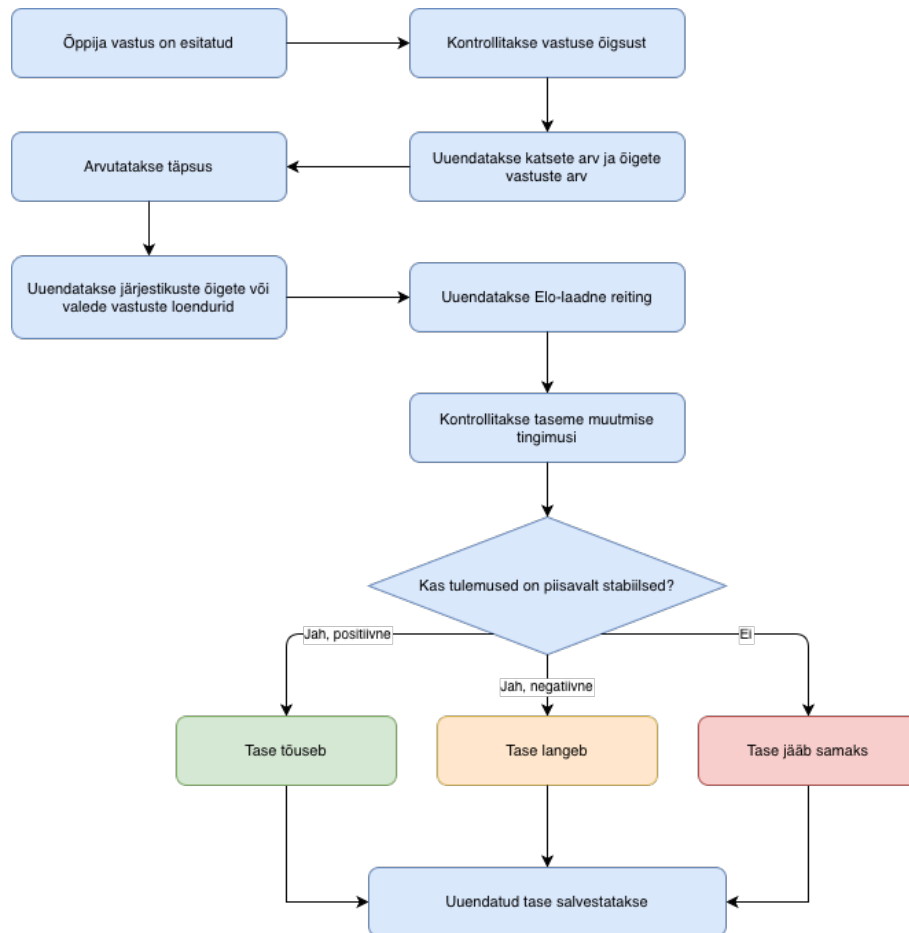 Õppija vastus on esitatud
Kontrollitakse vastuse õigsust
Uuendatakse katsete arv ja õigete
vastuste arv
Arvutatakse täpsus
Uuendatakse järjestikuste õigete või
valede vastuste loendurid
Uuendatakse Elo-laadne reiting
Kontrollitakse taseme muutmise
tingimusi
Kas tulemused on piisavalt stabiilsed?
Jah, positiivne
Jah, negatiivne
Ei
Tase tõuseb
Tase langeb
Tase jääb samaks
Uuendatud tase salvestatakse